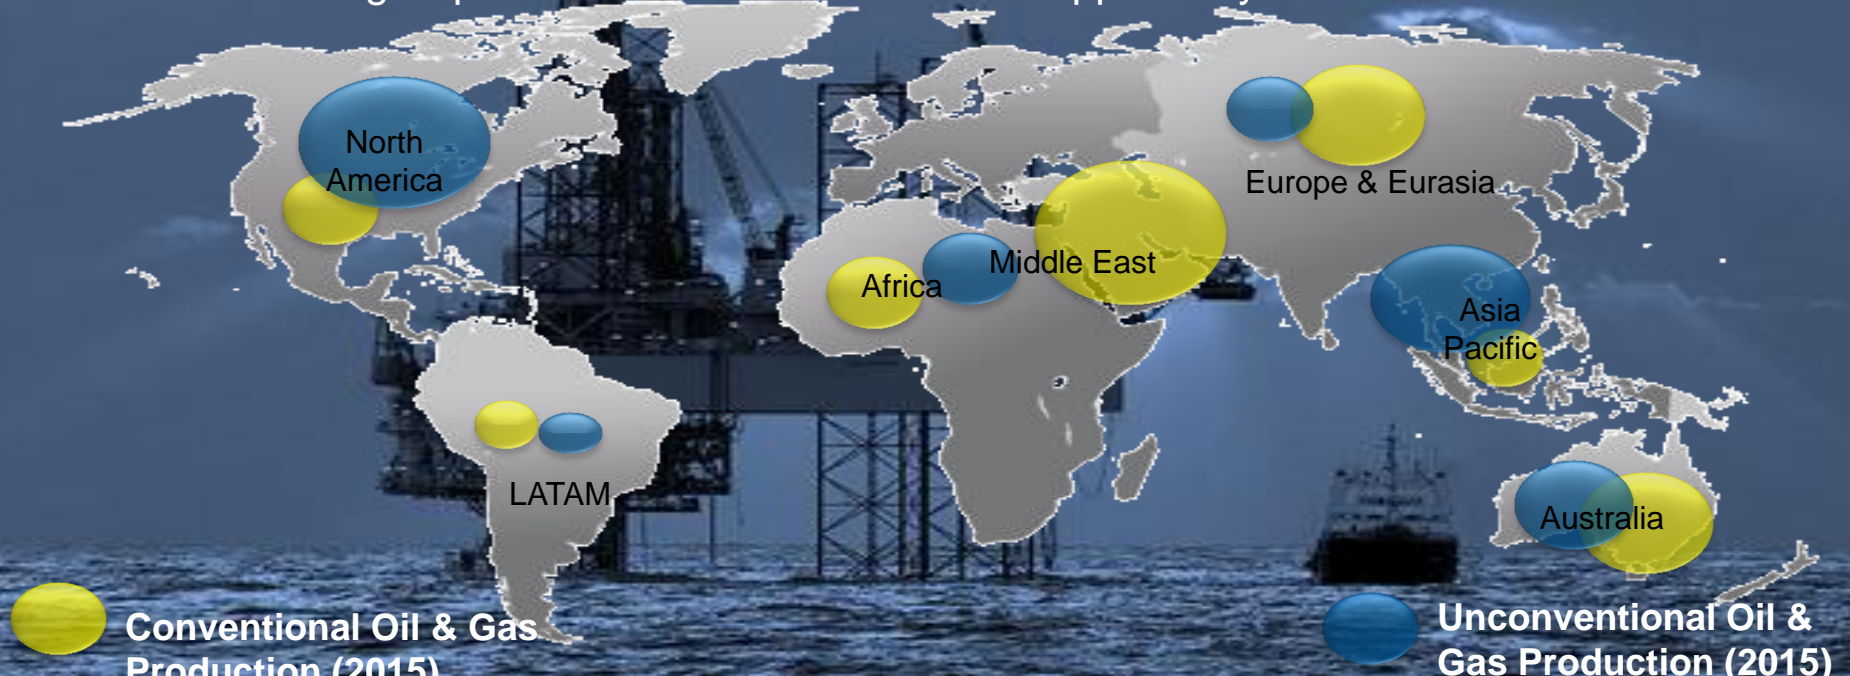 North
America
Europe & Eurasia
Middle East
Africa
Asia
Pacific
LATAM
Australia
Conventional Oil & Gas
Production (2015)
Unconventional Oil &
Gas Production (2015)